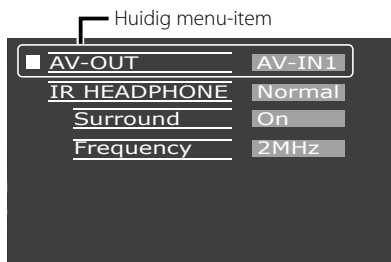 Huidig menu-item
AV-OUT AV-IN1
IR HEADPHONE Normal
Surround On
Frequency 2MHz